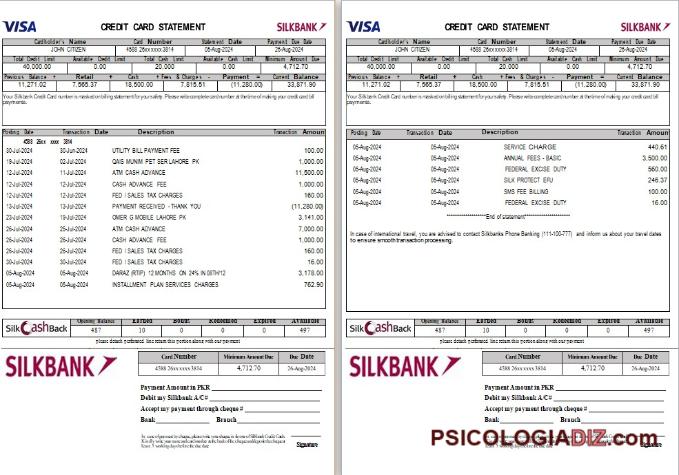 VISA CREDIT CARD STATEMENT SILKBANK
Cardholder's Name Card Number Statement Date Payment Due Date
JOHN CITIZEN 4588 26xx xxxx 3814 05-Aug-2024 26-Aug-2024
Total Credit Limit Available Credit Limit Total Cash Limit Available Cash Limit Minimum Amount Due
40,000.00 0.00 20,000 0.00 4,712.70
Previous Balance + Retail + Cash + Fees & Charges - Payment = Current Balance
11,271.02 7,565.37 18,500.00 7,815.51 (11,280.00) 33,871.90
Your Silkbank Credit Card number is masked on billing statement for your safety. Please write complete card number at the time of making your credit card bill
payments.
Posting Date Transaction Date Description Transaction Amount
4588 26xx xxxx 3814
30-Jul-2024 30-Jun-2024 UTILITY BILL PAYMENT FEE 100.00
19-Jul-2024 02-Jul-2024 QAIS MUNIM PET SER LAHORE PK 1,000.00
12-Jul-2024 11-Jul-2024 ATM CASH ADVANCE 11,500.00
12-Jul-2024 12-Jul-2024 CASH ADVANCE FEE 1,000.00
12-Jul-2024 12-Jul-2024 FED / SALES TAX CHARGES 160.00
12-Jul-2024 12-Jul-2024 PAYMENT RECEIVED - THANK YOU (11,280.00)
23-Jul-2024 19-Jul-2024 OMER G MOBILE LAHORE PK 3,141.00
26-Jul-2024 25-Jul-2024 ATM CASH ADVANCE 7,000.00
26-Jul-2024 26-Jul-2024 CASH ADVANCE FEE 1,000.00
26-Jul-2024 26-Jul-2024 FED / SALES TAX CHARGES 160.00
26-Jul-2024 26-Jul-2024 FED / SALES TAX CHARGES 16.00
05-Aug-2024 05-Aug-2024 DARAZ (RTIP) 12 MONTHS ON 24% IN 08TH/12 3,178.00
05-Aug-2024 05-Aug-2024 INSTALLMENT PLAN SERVICES CHARGES 762.90
Silk CashBack Opening Balance Earned Bonus Redeemed Expired Available
487 10 0 0 0 497
please detach perforated line return this portion along with our payment
SILKBANK Card Number Minimum Amount Due Due Date
4588 26xx xxxx 3814 4,712.70 26-Aug-2024
Payment Amount in PKR
Debit my Silkbank A/C#
Accept my payment through cheque #
Bank Branch
Signature
VISA CREDIT CARD STATEMENT SILKBANK
Cardholder's Name Card Number Statement Date Payment Due Date
JOHN CITIZEN 4588 26xx xxxx 3814 05-Aug-2024 26-Aug-2024
Total Credit Limit Available Credit Limit Total Cash Limit Available Cash Limit Minimum Amount Due
40,000.00 0.00 20,000 0.00 4,712.70
Previous Balance + Retail + Cash + Fees & Charges - Payment = Current Balance
11,271.02 7,565.37 18,500.00 7,815.51 (11,280.00) 33,871.90
Your Silkbank Credit Card number is masked on billing statement for your safety. Please write complete card number at the time of making your credit card bill
payments.
Posting Date Transaction Date Description Transaction Amount
05-Aug-2024 05-Aug-2024 SERVICE CHARGE 440.61
05-Aug-2024 05-Aug-2024 ANNUAL FEES - BASIC 3,500.00
05-Aug-2024 05-Aug-2024 FEDERAL EXCISE DUTY 560.00
05-Aug-2024 05-Aug-2024 SILK PROTECT EFU 246.37
05-Aug-2024 05-Aug-2024 SMS FEE BILLING 100.00
05-Aug-2024 05-Aug-2024 FEDERAL EXCISE DUTY 16.00
********************End of statement********************
In case of international travel, you are advised to contact Silkbanks Phone Banking (111-100-777) and inform us about your travel dates
to ensure smooth transaction processing.
Silk CashBack Opening Balance Earned Bonus Redeemed Expired Available
487 10 0 0 0 497
please detach perforated line return this portion along with our payment
SILKBANK Card Number Minimum Amount Due Due Date
4588 26xx xxxx 3814 4,712.70 26-Aug-2024
Payment Amount in PKR
Debit my Silkbank A/C#
Accept my payment through cheque #
Bank Branch
PSICOLOGIADIZ.com
Signature